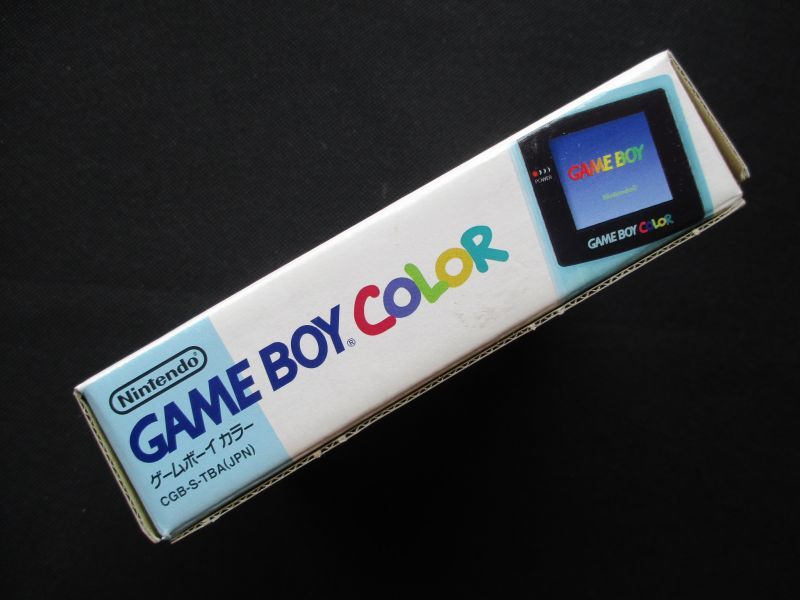 Nintendo®
GAME BOY® COLOR
ゲームボーイ カラー
CGB-S-TBA(JPN)
POWER
GAME BOY
Nintendo®
GAME BOY COLOR